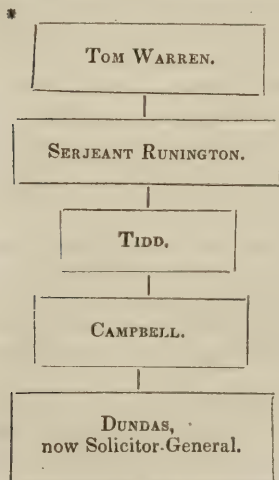 *
TOM WARREN.
SERJEANT RUNINGTON.
TIDD.
CAMPBELL.
DUNDAS,
now Solicitor-General.